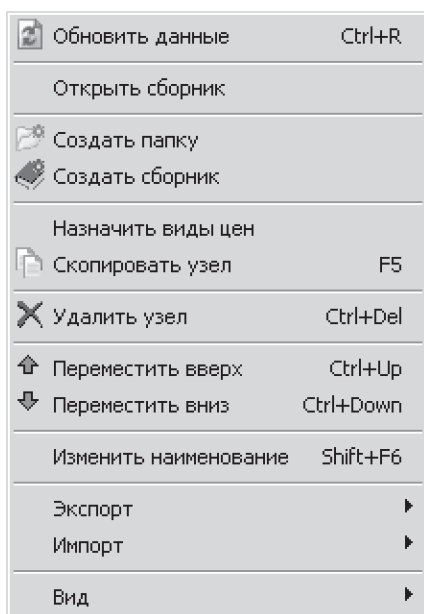 Обновить данные Ctrl+R
Открыть сборник
Создать папку
Создать сборник
Назначить виды цен
Скопировать узел F5
Удалить узел Ctrl+Del
Переместить вверх Ctrl+Up
Переместить вниз Ctrl+Down
Изменить наименование Shift+F6
Экспорт
Импорт
Вид